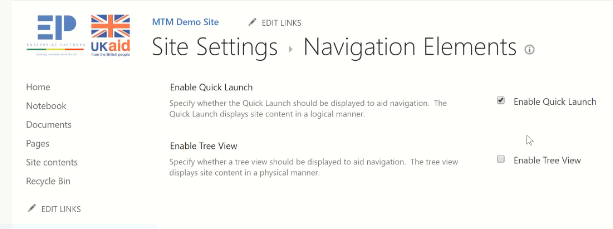 MTM Demo Site
EDIT LINKS
EP
UKaid
from the British people
Site Settings › Navigation Elements
Home
Notebook
Documents
Pages
Site contents
Recycle Bin
EDIT LINKS
Enable Quick Launch
Specify whether the Quick Launch should be displayed to aid navigation. The
Quick Launch displays site content in a logical manner.
Enable Quick Launch
Enable Tree View
Specify whether a tree view should be displayed to aid navigation. The tree view
displays site content in a physical manner.
Enable Tree View